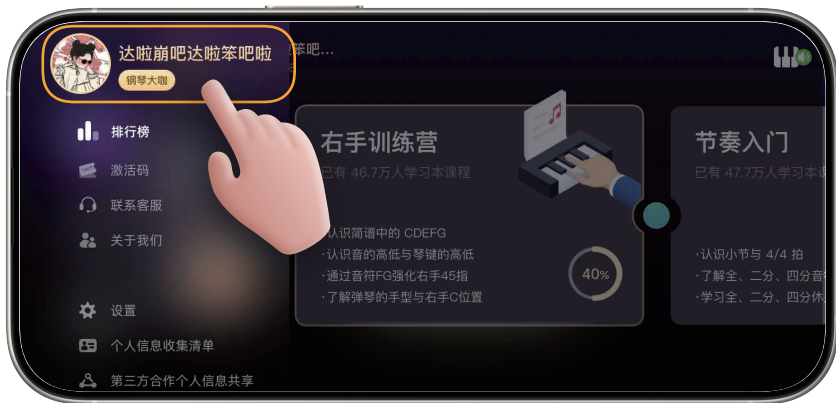 达啦崩吧达啦笨吧啦
钢琴大咖
笨吧...
排行榜
激活码
联系客服
关于我们
设置
个人信息收集清单
第三方合作个人信息共享
右手训练营
已有 46.7万人学习本课程
·认识简谱中的 CDEFG
·认识音的高低与琴键的高低
·通过音符FG强化右手45指
·了解弹琴的手型与右手C位置
40%
节奏入门
已有 47.7万人学习本
·认识小节与 4/4 拍
·了解全、二分、四分音
·学习全、二分、四分休